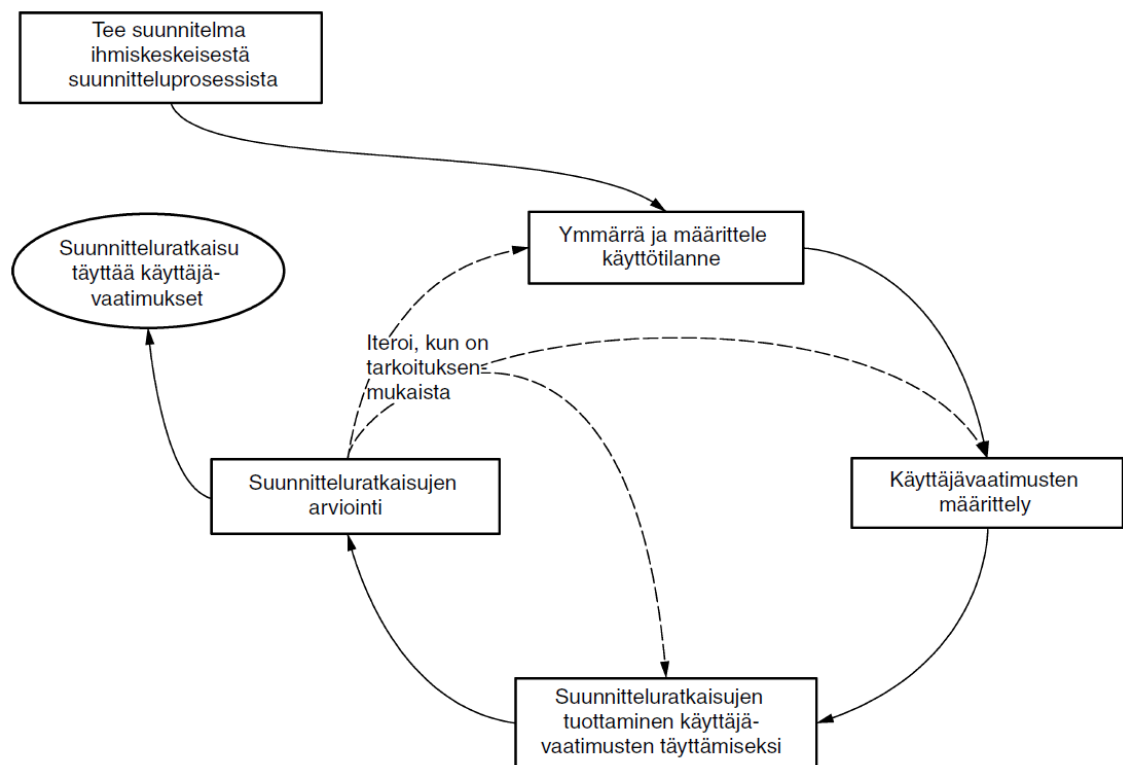 Tee suunnitelma
ihmiskeskeisestä
suunnitteluprosessista
Ymmärrä ja määrittele
käyttötilanne
Suunnitteluratkaisu
täyttää käyttäjä-
vaatimukset
Iteroi, kun on
tarkoituksen-
mukaista
Suunnitteluratkaisujen
arviointi
Käyttäjävaatimusten
määrittely
Suunnitteluratkaisujen
tuottaminen käyttäjä-
vaatimusten täyttämiseksi